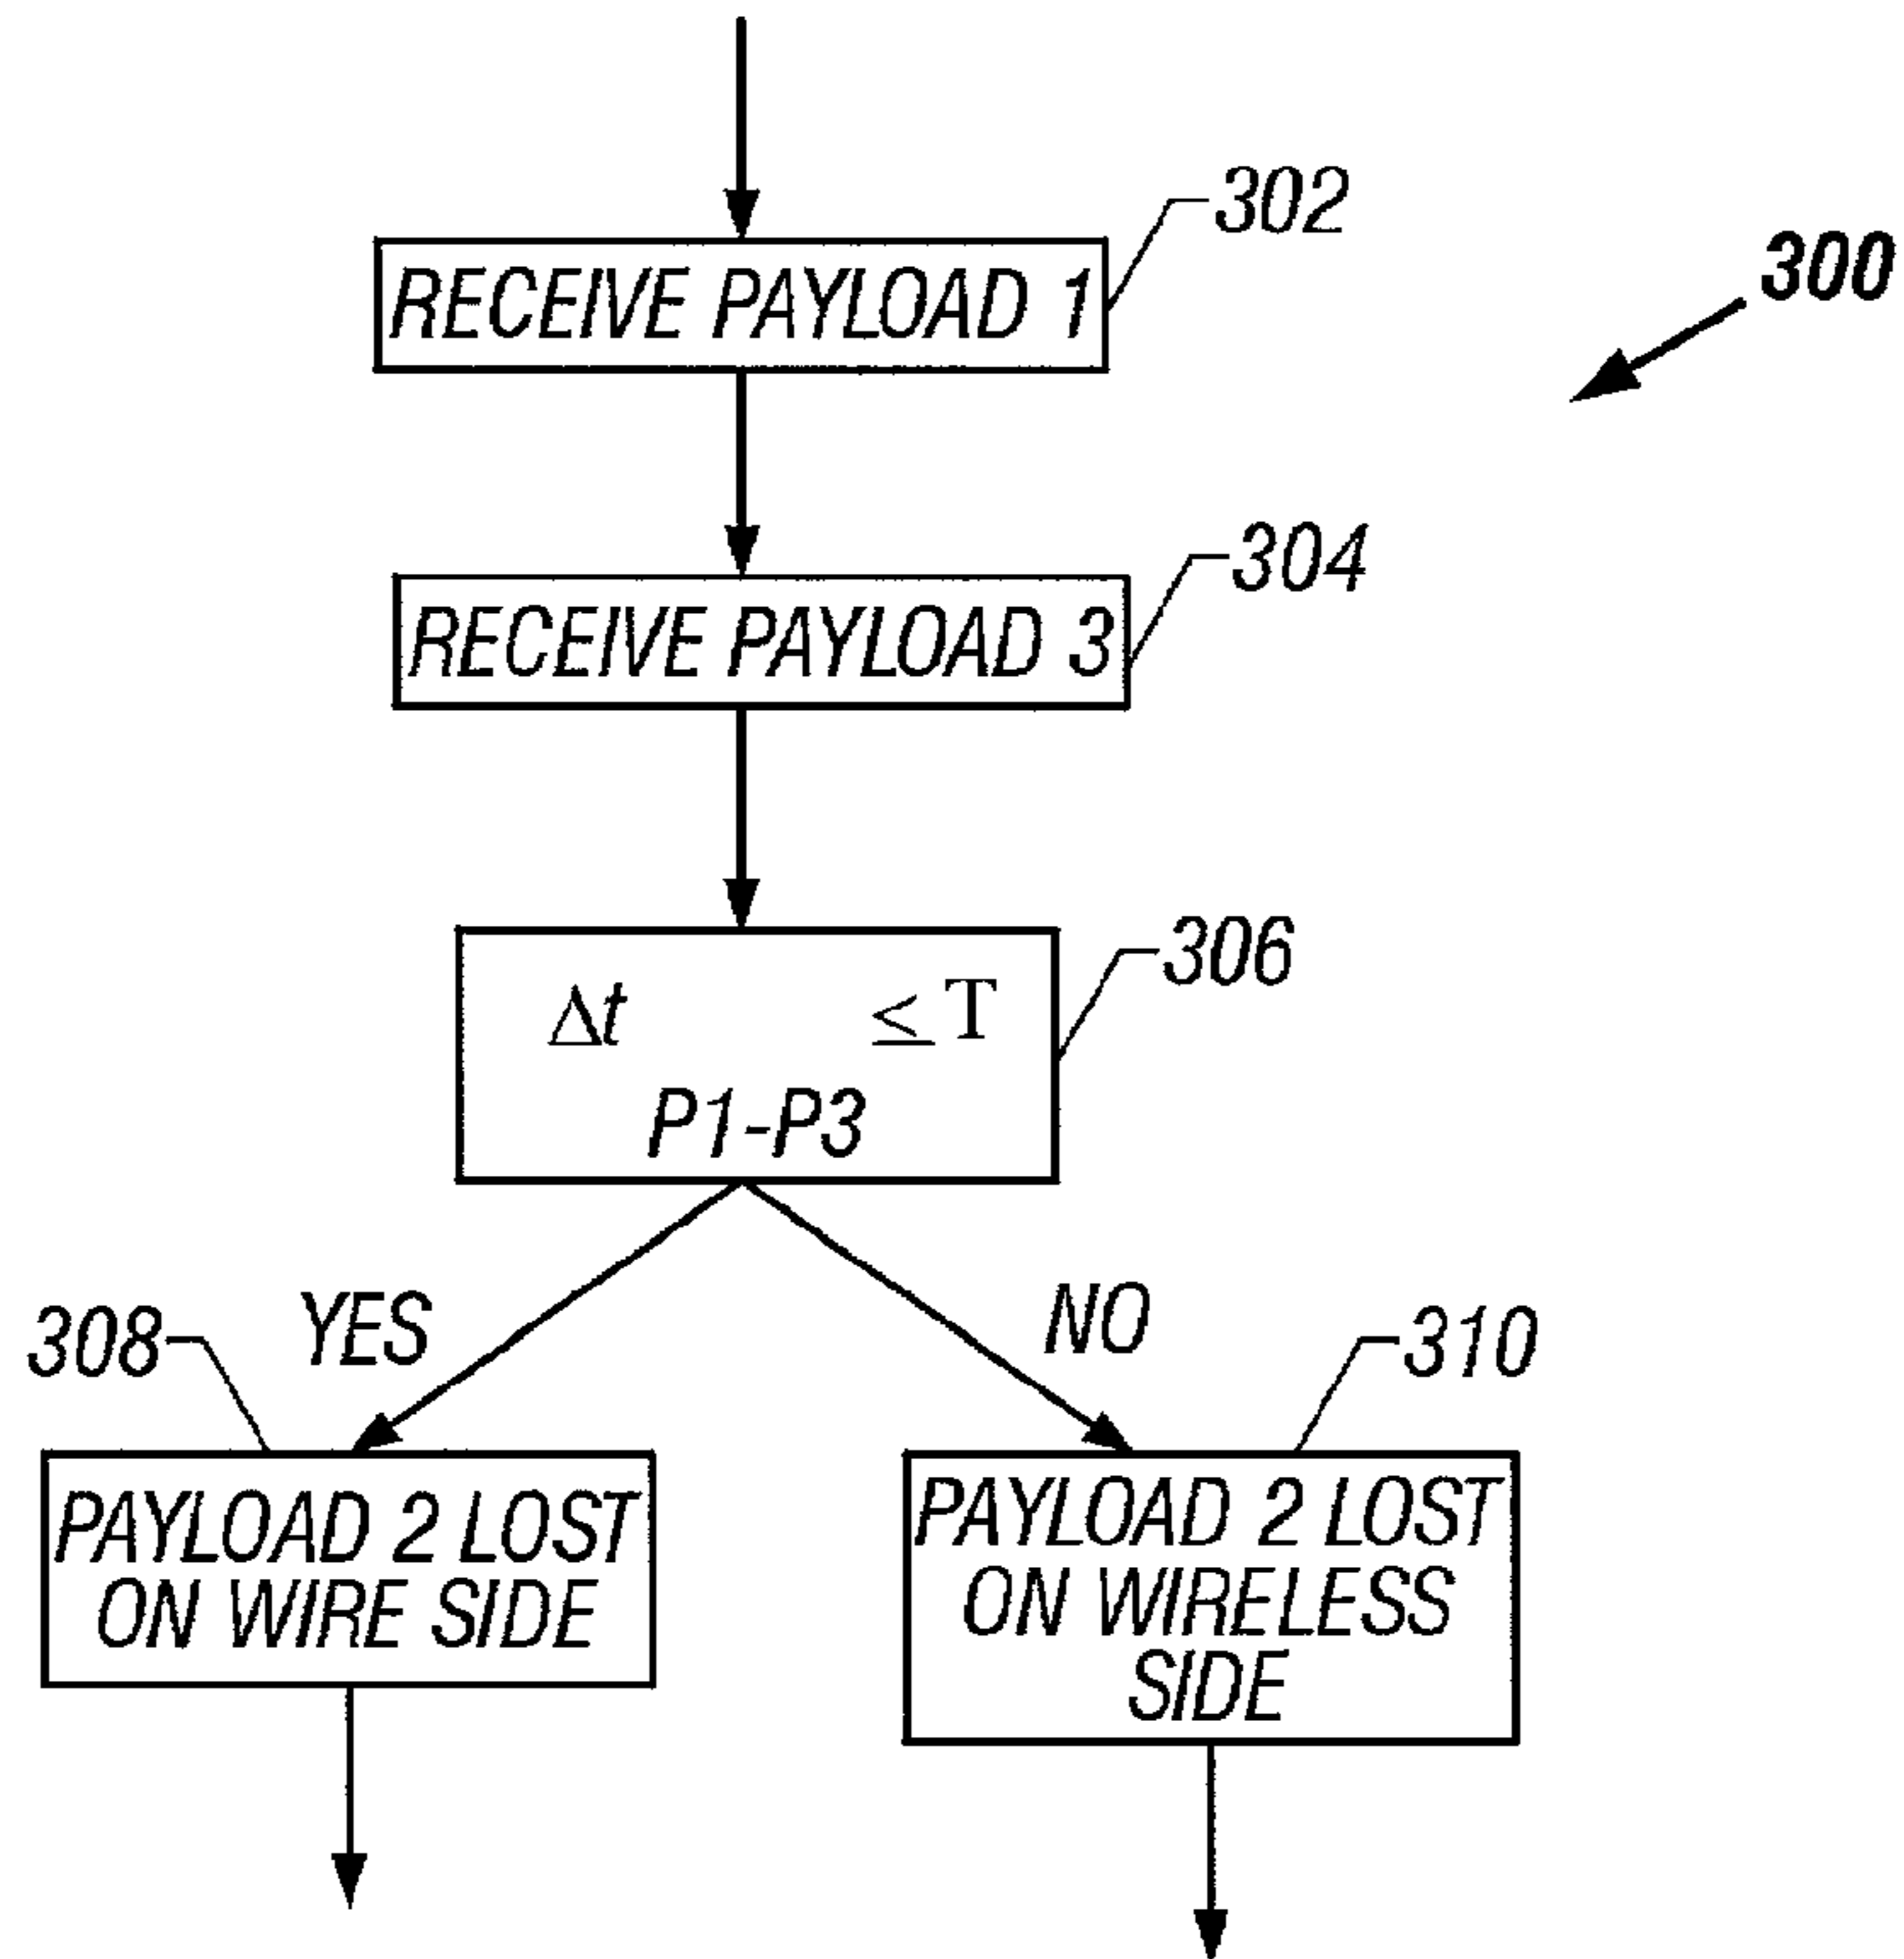 302
300
RECEIVE PAYLOAD 1
304
RECEIVE PAYLOAD 3
306
Δt ≤ T
P1-P3
YES
NO
308
310
PAYLOAD 2 LOST
ON WIRE SIDE
PAYLOAD 2 LOST
ON WIRELESS
SIDE